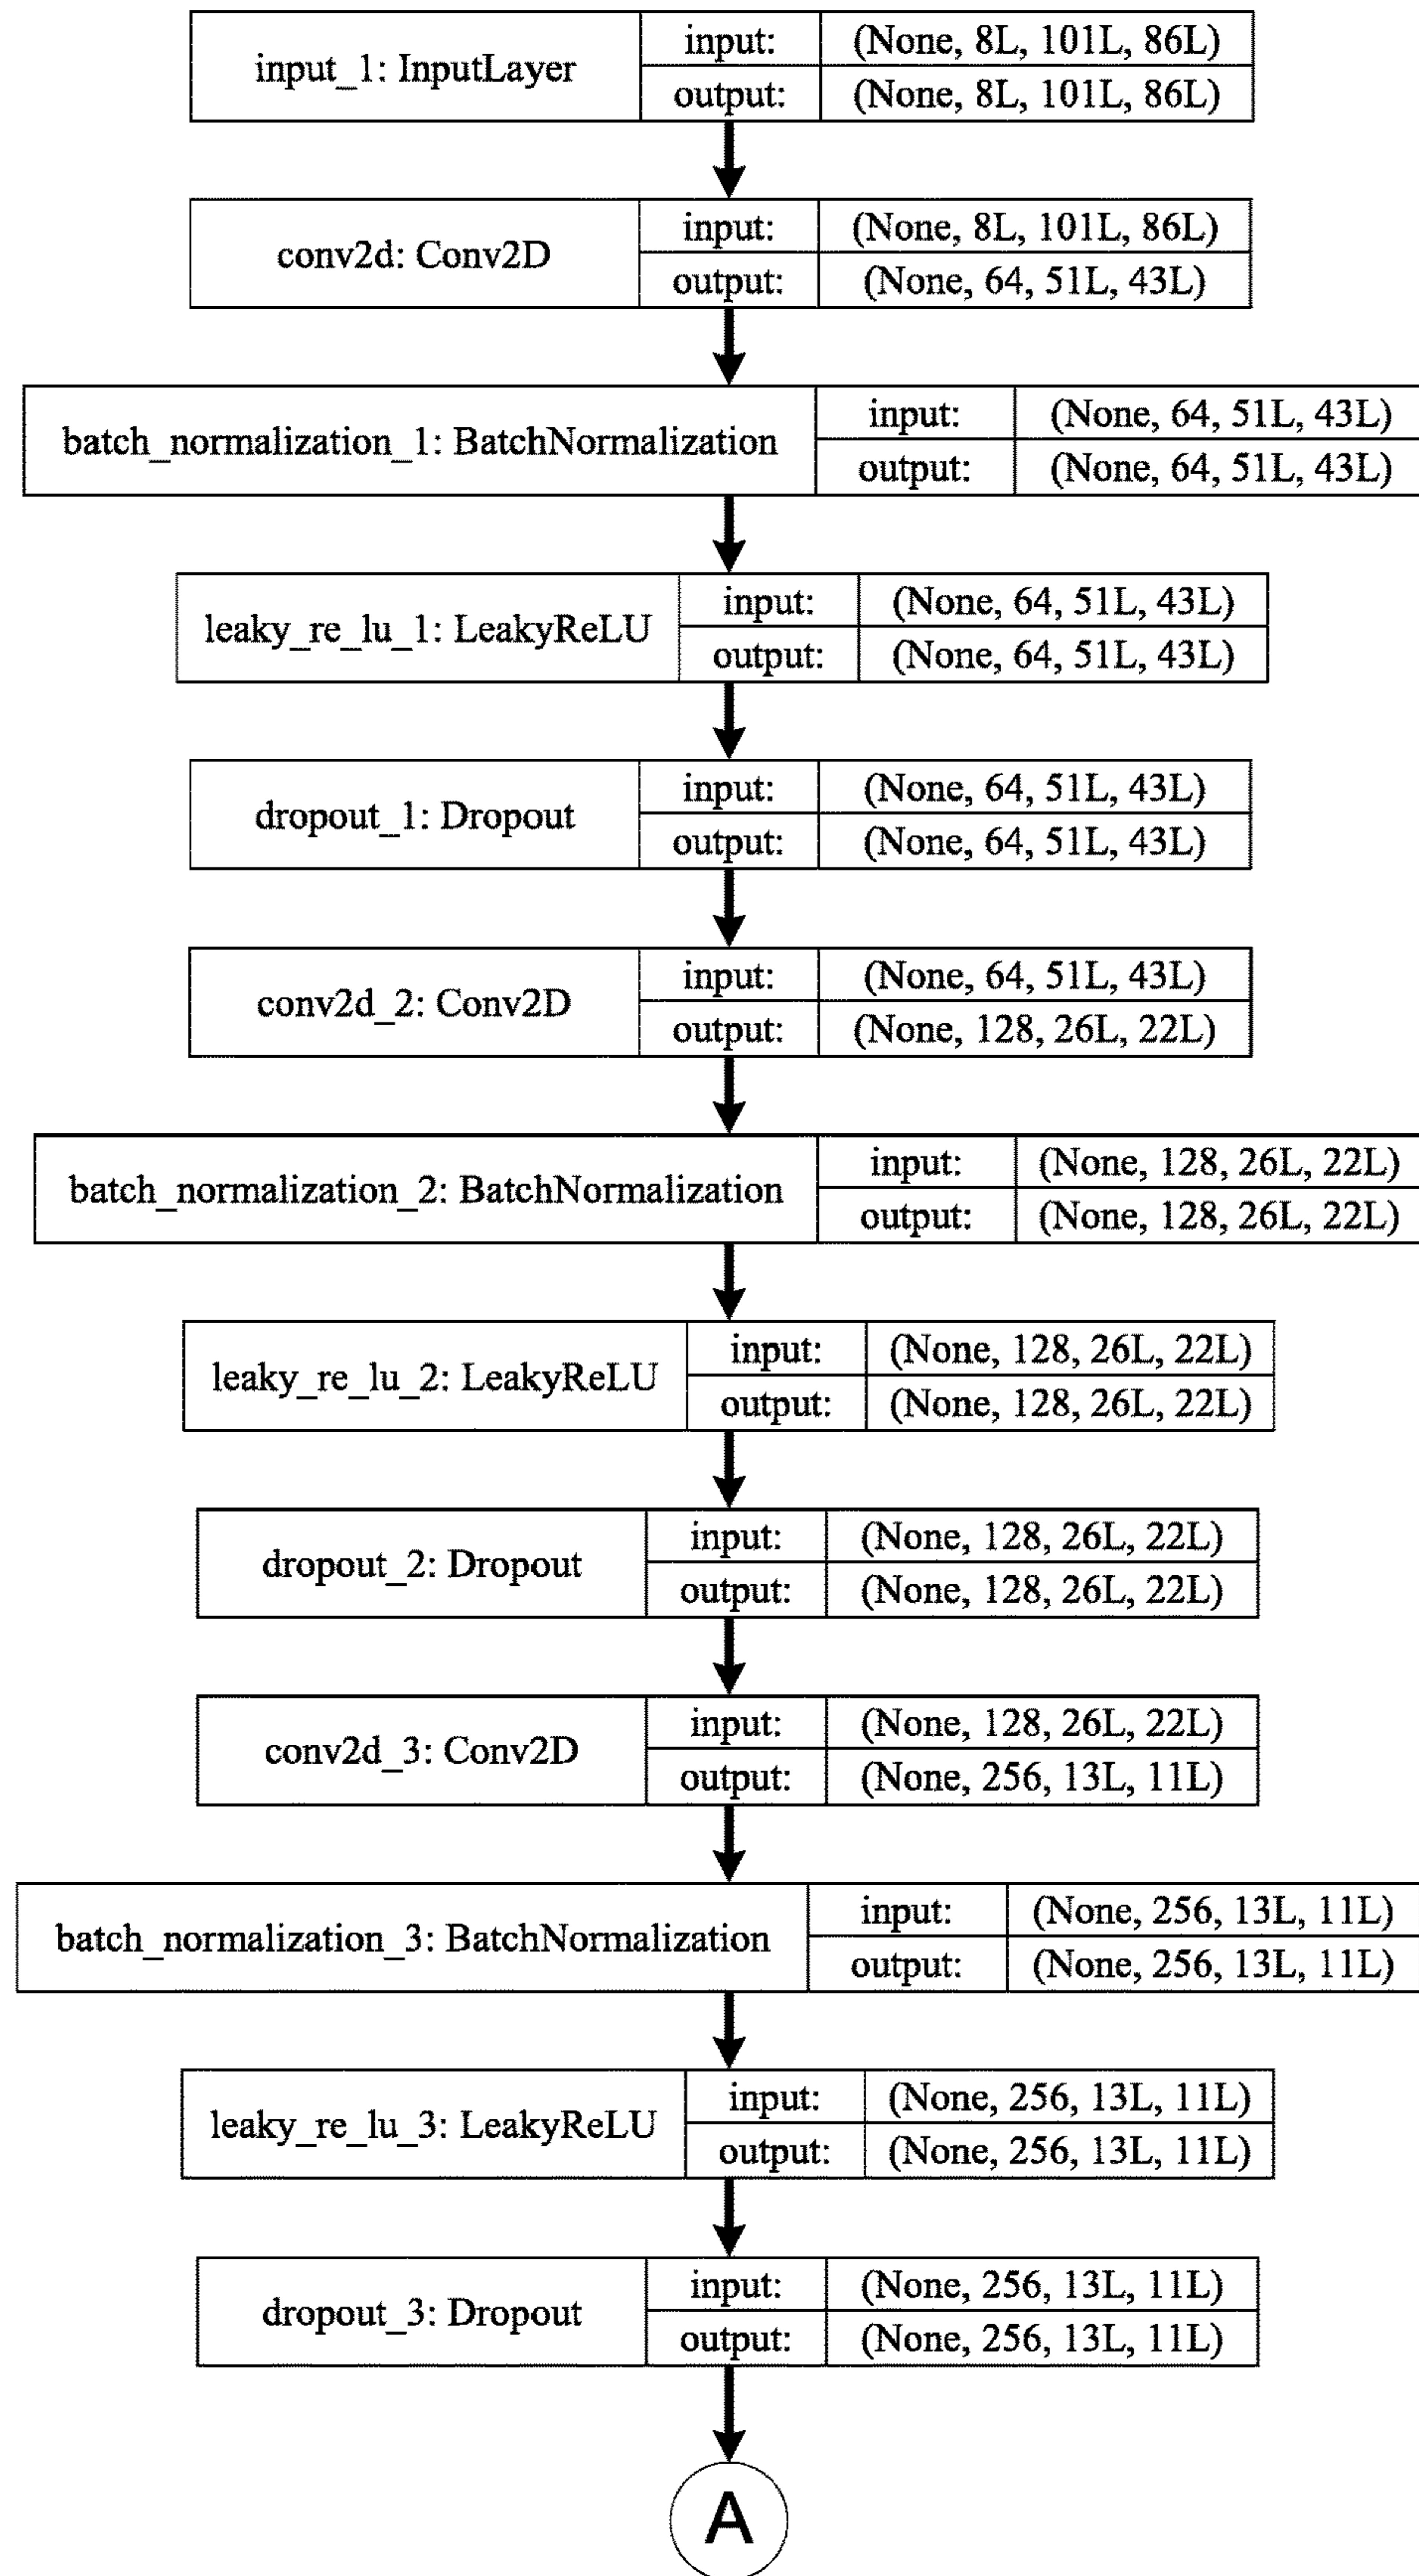 input_1: InputLayer
input: (None, 8L, 101L, 86L)
output: (None, 8L, 101L, 86L)
conv2d: Conv2D
input: (None, 8L, 101L, 86L)
output: (None, 64, 51L, 43L)
batch_normalization_1: BatchNormalization
input: (None, 64, 51L, 43L)
output: (None, 64, 51L, 43L)
leaky_re_lu_1: LeakyReLU
input: (None, 64, 51L, 43L)
output: (None, 64, 51L, 43L)
dropout_1: Dropout
input: (None, 64, 51L, 43L)
output: (None, 64, 51L, 43L)
conv2d_2: Conv2D
input: (None, 64, 51L, 43L)
output: (None, 128, 26L, 22L)
batch_normalization_2: BatchNormalization
input: (None, 128, 26L, 22L)
output: (None, 128, 26L, 22L)
leaky_re_lu_2: LeakyReLU
input: (None, 128, 26L, 22L)
output: (None, 128, 26L, 22L)
dropout_2: Dropout
input: (None, 128, 26L, 22L)
output: (None, 128, 26L, 22L)
conv2d_3: Conv2D
input: (None, 128, 26L, 22L)
output: (None, 256, 13L, 11L)
batch_normalization_3: BatchNormalization
input: (None, 256, 13L, 11L)
output: (None, 256, 13L, 11L)
leaky_re_lu_3: LeakyReLU
input: (None, 256, 13L, 11L)
output: (None, 256, 13L, 11L)
dropout_3: Dropout
input: (None, 256, 13L, 11L)
output: (None, 256, 13L, 11L)
A